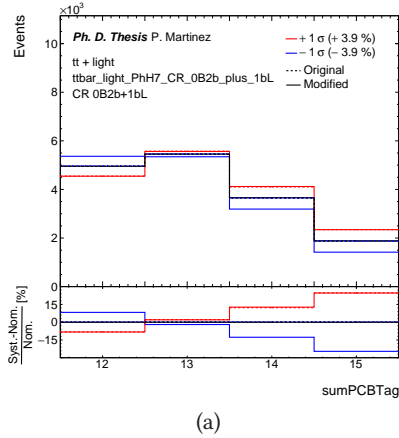 ×10³
Events
Ph. D. Thesis P. Martinez
tt + light
ttbar_light_PhH7_CR_0B2b_plus_1bL
CR 0B2b+1bL
+ 1 σ (+ 3.9 %)
− 1 σ (− 3.9 %)
Original
Modified
10
8
6
4
2
0
Syst.-Nom. [%]
Nom.
15
0
−15
12 13 14 15
sumPCBTag
(a)